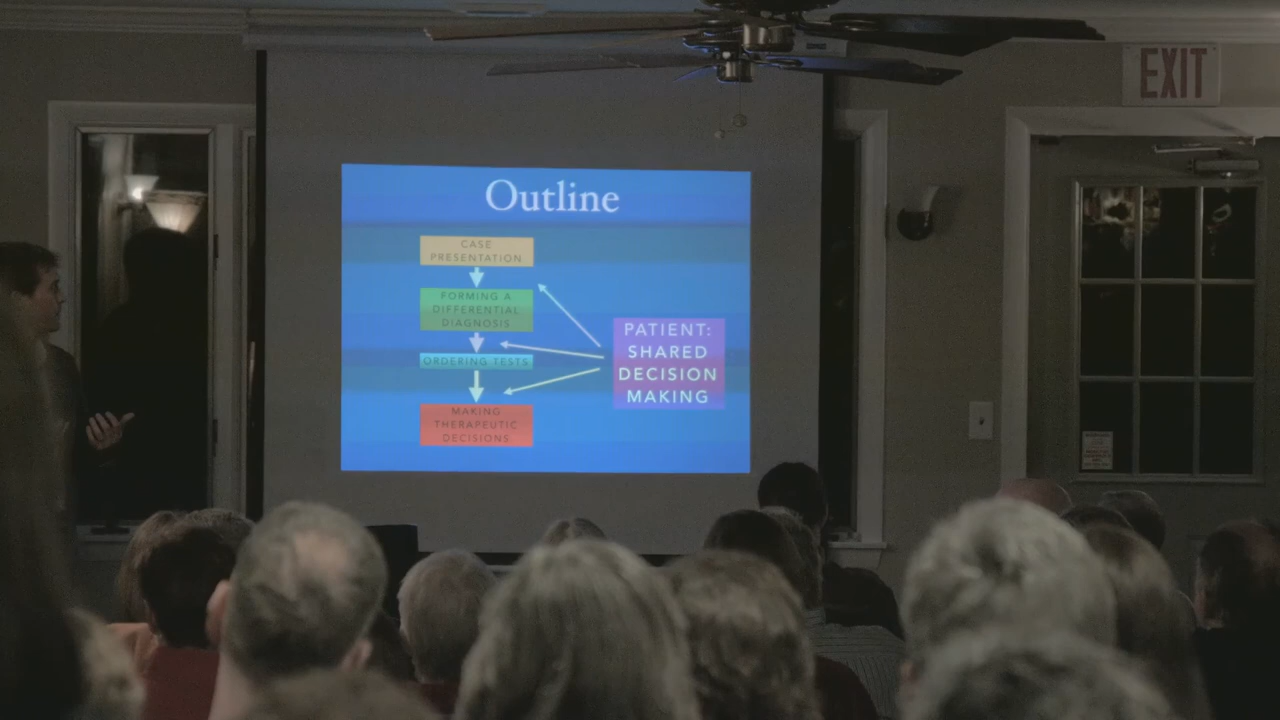 EXIT
Outline
CASE
PRESENTATION
FORMING A
DIFFERENTIAL
DIAGNOSIS
ORDERING TESTS
MAKING
THERAPEUTIC
DECISIONS
PATIENT:
SHARED
DECISION
MAKING